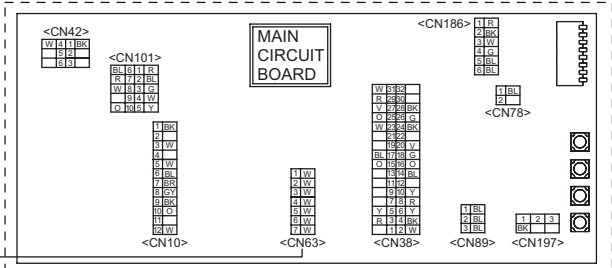 <CN42>
W 4 1 BK
5 2
6 3
<CN101>
BL 6 1 R
R 7 2 BL
W 8 3 G
9 4 W
O 10 5 Y
MAIN
CIRCUIT
BOARD
<CN186>
1 R
2 BK
3 W
4 G
5 BL
6 BL
1 BL
2
<CN78>
1 BK
2
3 W
4
5 W
6 BL
7 BR
8 GY
9 BK
10 O
11
12 W
<CN10>
1 W
2 W
3 W
4 W
5 W
6 W
7 W
<CN63>
W 31 32
R 29 30
V 27 28 BK
O 25 26 G
W 23 24 BK
21 22
19 20 V
BL 17 18 G
O 15 16 O
13 14 BL
11 12
9 10 Y
7 8 R
Y 5 6 Y
R 3 4 BK
1 2 W
<CN38>
1 BL
2 BL
3 BL
<CN89>
1 2 3
BK
<CN197>